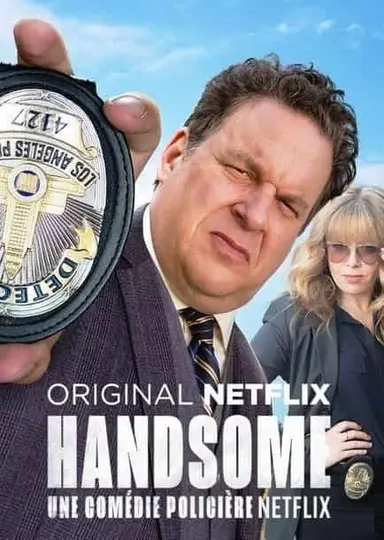 4127
LOS ANGELES P
DETEC
ORIGINAL NETFLIX
HANDSOME
UNE COMÉDIE POLICIÈRE NETFLIX